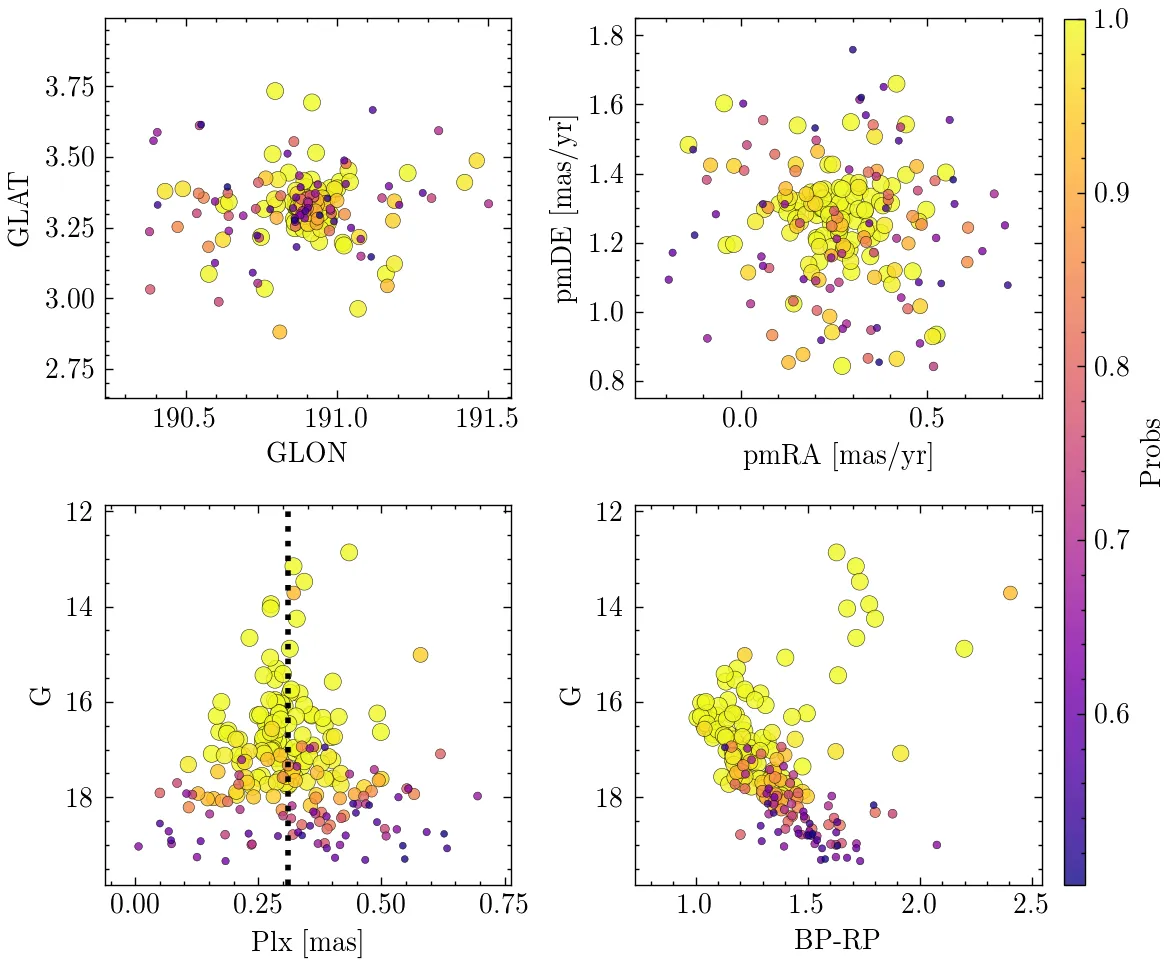 3.75
3.50
3.25
3.00
2.75
GLAT
190.5 191.0 191.5
GLON
1.8
1.6
1.4
1.2
1.0
0.8
pmDE [mas/yr]
0.0 0.5
pmRA [mas/yr]
1.0
0.9
0.8
0.7
0.6
Probs
12
14
16
18
G
0.00 0.25 0.50 0.75
Plx [mas]
12
14
16
18
G
1.0 1.5 2.0 2.5
BP-RP